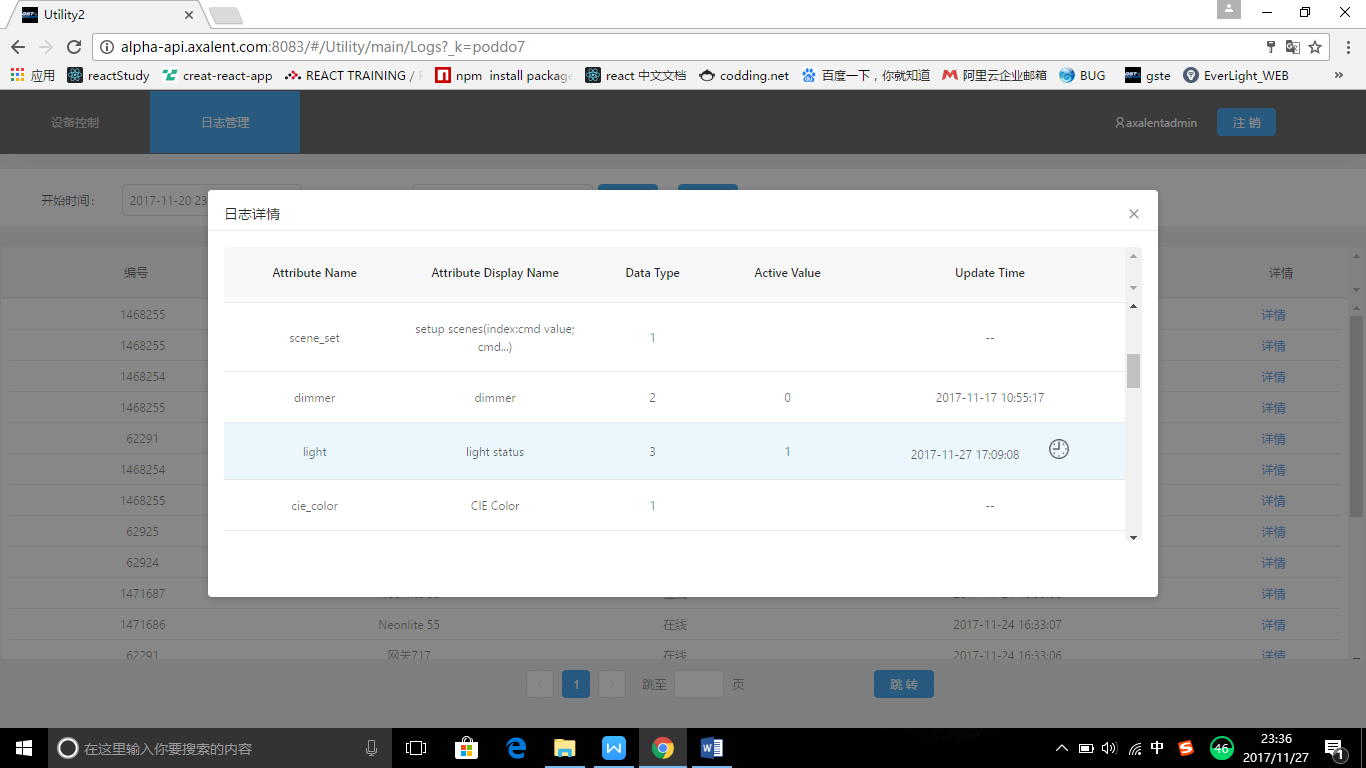 Utility2
alpha-api.axalent.com:8083/#/Utility/main/Logs?_k=poddo7
应用 reactStudy creat-react-app REACT TRAINING / npm install package react 中文文档 codding.net 百度一下，你就知道 阿里云企业邮箱 BUG gste EverLight_WEB »
设备控制 日志管理 axalentadmin 注 销
开始时间： 2017-11-20 23
日志详情
编号 详情
Attribute Name Attribute Display Name Data Type Active Value Update Time
scene_set setup scenes(index:cmd value; cmd...) 1 --
dimmer dimmer 2 0 2017-11-17 10:55:17
light light status 3 1 2017-11-27 17:09:08
cie_color CIE Color 1 --
1468255 详情
1468255 详情
1468254 详情
1468255 详情
62291 详情
1468254 详情
1468255 详情
62925 详情
62924 详情
1471687 详情
1471686 Neonlite 55 在线 2017-11-24 16:33:07 详情
62291 网关717 在线 2017-11-24 16:33:06 详情
< 1 > 跳至 页 跳 转
在这里输入你要搜索的内容
中 46 23:36
2017/11/27 1